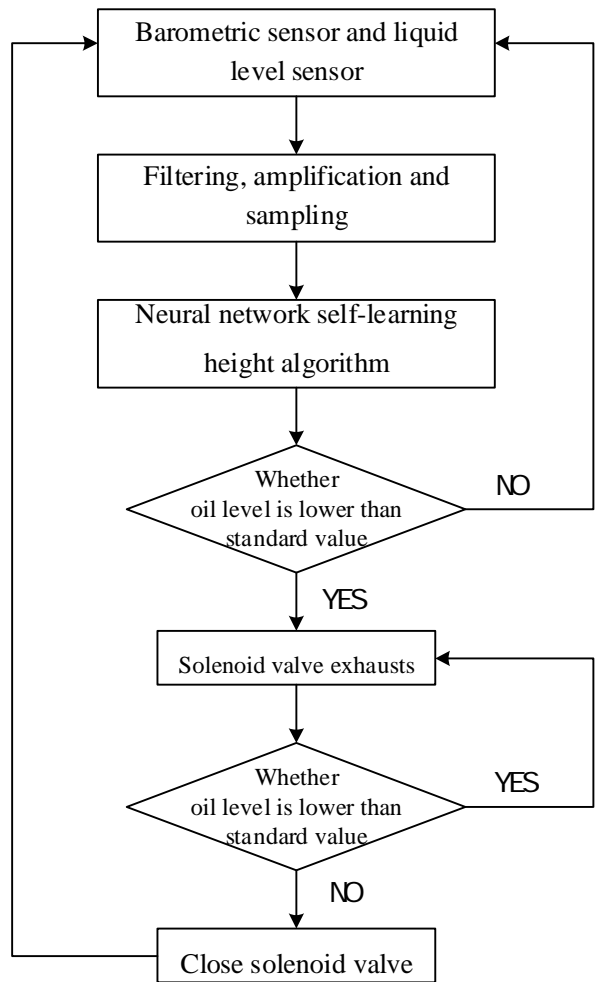 Barometric sensor and liquid
level sensor
Filtering, amplification and
sampling
Neural network self-learning
height algorithm
Whether
oil level is lower than
standard value
NO
YES
Solenoid valve exhausts
Whether
oil level is lower than
standard value
YES
NO
Close solenoid valve